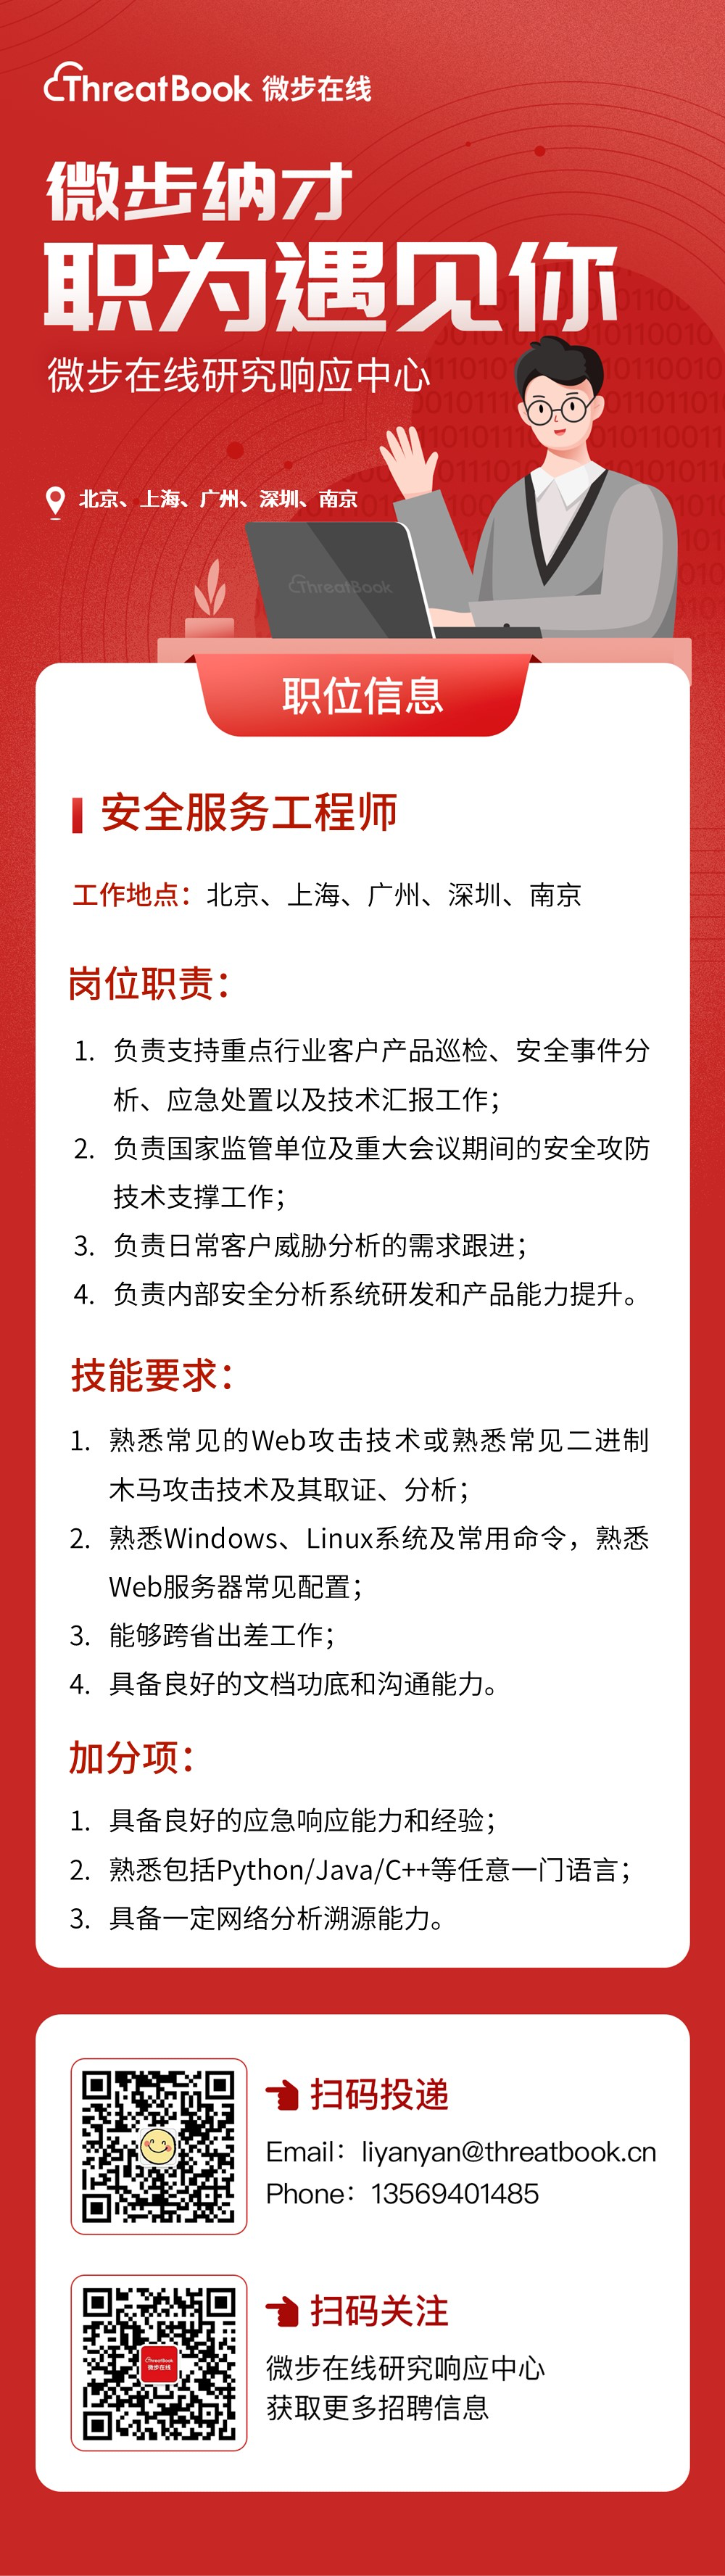 ThreatBook 微步在线
微步纳才
职为遇见你
微步在线研究响应中心
北京、上海、广州、深圳、南京
ThreatBook
职位信息
安全服务工程师
工作地点：北京、上海、广州、深圳、南京
岗位职责：
1. 负责支持重点行业客户产品巡检、安全事件分
析、应急处置以及技术汇报工作；
2. 负责国家监管单位及重大会议期间的安全攻防
技术支撑工作；
3. 负责日常客户威胁分析的需求跟进；
4. 负责内部安全分析系统研发和产品能力提升。
技能要求：
1. 熟悉常见的Web攻击技术或熟悉常见二进制
木马攻击技术及其取证、分析；
2. 熟悉Windows、Linux系统及常用命令，熟悉
Web服务器常见配置；
3. 能够跨省出差工作；
4. 具备良好的文档功底和沟通能力。
加分项：
1. 具备良好的应急响应能力和经验；
2. 熟悉包括Python/Java/C++等任意一门语言；
3. 具备一定网络分析溯源能力。
扫码投递
Email：liyanyan@threatbook.cn
Phone：13569401485
扫码关注
ThreatBook
微步在线
微步在线研究响应中心
获取更多招聘信息